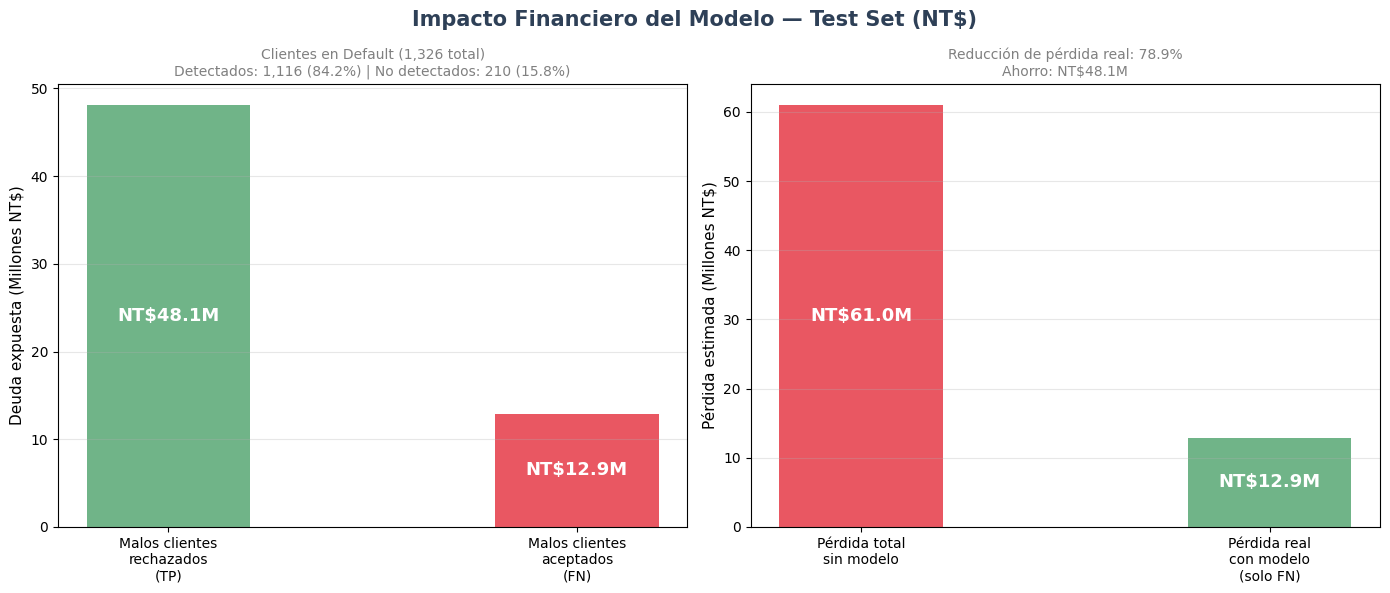 Impacto Financiero del Modelo — Test Set (NT$)
Clientes en Default (1,326 total)
Detectados: 1,116 (84.2%) | No detectados: 210 (15.8%)
Deuda expuesta (Millones NT$)
50
40
30
20
10
0
NT$48.1M
NT$12.9M
Malos clientes
rechazados
(TP)
Malos clientes
aceptados
(FN)
Reducción de pérdida real: 78.9%
Ahorro: NT$48.1M
Pérdida estimada (Millones NT$)
60
50
40
30
20
10
0
NT$61.0M
NT$12.9M
Pérdida total
sin modelo
Pérdida real
con modelo
(solo FN)